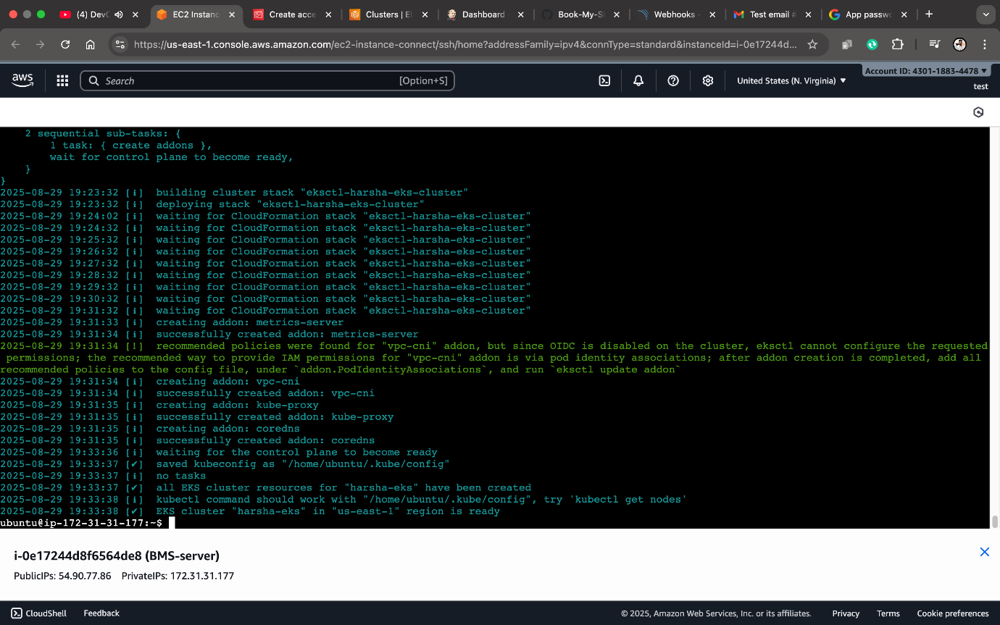 (4) DevO
EC2 Instanc
Create acce
Clusters | El
Dashboard -
Book-My-Sh
Webhooks -
Test email #
App passwo
https://us-east-1.console.aws.amazon.com/ec2-instance-connect/ssh/home?addressFamily=ipv4&connType=standard&instanceId=i-0e17244d...
aws
Search
[Option+S]
United States (N. Virginia)
Account ID: 4301-1883-4478
test
2 sequential sub-tasks: {
1 task: { create addons },
wait for control plane to become ready,
}
}
2025-08-29 19:23:32 [ℹ]  building cluster stack "eksctl-harsha-eks-cluster"
2025-08-29 19:23:32 [ℹ]  deploying stack "eksctl-harsha-eks-cluster"
2025-08-29 19:24:02 [ℹ]  waiting for CloudFormation stack "eksctl-harsha-eks-cluster"
2025-08-29 19:24:32 [ℹ]  waiting for CloudFormation stack "eksctl-harsha-eks-cluster"
2025-08-29 19:25:32 [ℹ]  waiting for CloudFormation stack "eksctl-harsha-eks-cluster"
2025-08-29 19:26:32 [ℹ]  waiting for CloudFormation stack "eksctl-harsha-eks-cluster"
2025-08-29 19:27:32 [ℹ]  waiting for CloudFormation stack "eksctl-harsha-eks-cluster"
2025-08-29 19:28:32 [ℹ]  waiting for CloudFormation stack "eksctl-harsha-eks-cluster"
2025-08-29 19:29:32 [ℹ]  waiting for CloudFormation stack "eksctl-harsha-eks-cluster"
2025-08-29 19:30:32 [ℹ]  waiting for CloudFormation stack "eksctl-harsha-eks-cluster"
2025-08-29 19:31:32 [ℹ]  waiting for CloudFormation stack "eksctl-harsha-eks-cluster"
2025-08-29 19:31:33 [ℹ]  creating addon: metrics-server
2025-08-29 19:31:34 [ℹ]  successfully created addon: metrics-server
2025-08-29 19:31:34 [!]  recommended policies were found for "vpc-cni" addon, but since OIDC is disabled on the cluster, eksctl cannot configure the requested
permissions; the recommended way to provide IAM permissions for "vpc-cni" addon is via pod identity associations; after addon creation is completed, add all
recommended policies to the config file, under `addon.PodIdentityAssociations`, and run `eksctl update addon`
2025-08-29 19:31:34 [ℹ]  creating addon: vpc-cni
2025-08-29 19:31:34 [ℹ]  successfully created addon: vpc-cni
2025-08-29 19:31:35 [ℹ]  creating addon: kube-proxy
2025-08-29 19:31:35 [ℹ]  successfully created addon: kube-proxy
2025-08-29 19:31:35 [ℹ]  creating addon: coredns
2025-08-29 19:31:35 [ℹ]  successfully created addon: coredns
2025-08-29 19:33:36 [ℹ]  waiting for the control plane to become ready
2025-08-29 19:33:37 [✔]  saved kubeconfig as "/home/ubuntu/.kube/config"
2025-08-29 19:33:37 [ℹ]  no tasks
2025-08-29 19:33:37 [✔]  all EKS cluster resources for "harsha-eks" have been created
2025-08-29 19:33:38 [ℹ]  kubectl command should work with "/home/ubuntu/.kube/config", try 'kubectl get nodes'
2025-08-29 19:33:38 [✔]  EKS cluster "harsha-eks" in "us-east-1" region is ready
ubuntu@ip-172-31-31-177:~$
i-0e17244d8f6564de8 (BMS-server)
PublicIPs: 54.90.77.86    PrivateIPs: 172.31.31.177
CloudShell
Feedback
© 2025, Amazon Web Services, Inc. or its affiliates.
Privacy
Terms
Cookie preferences